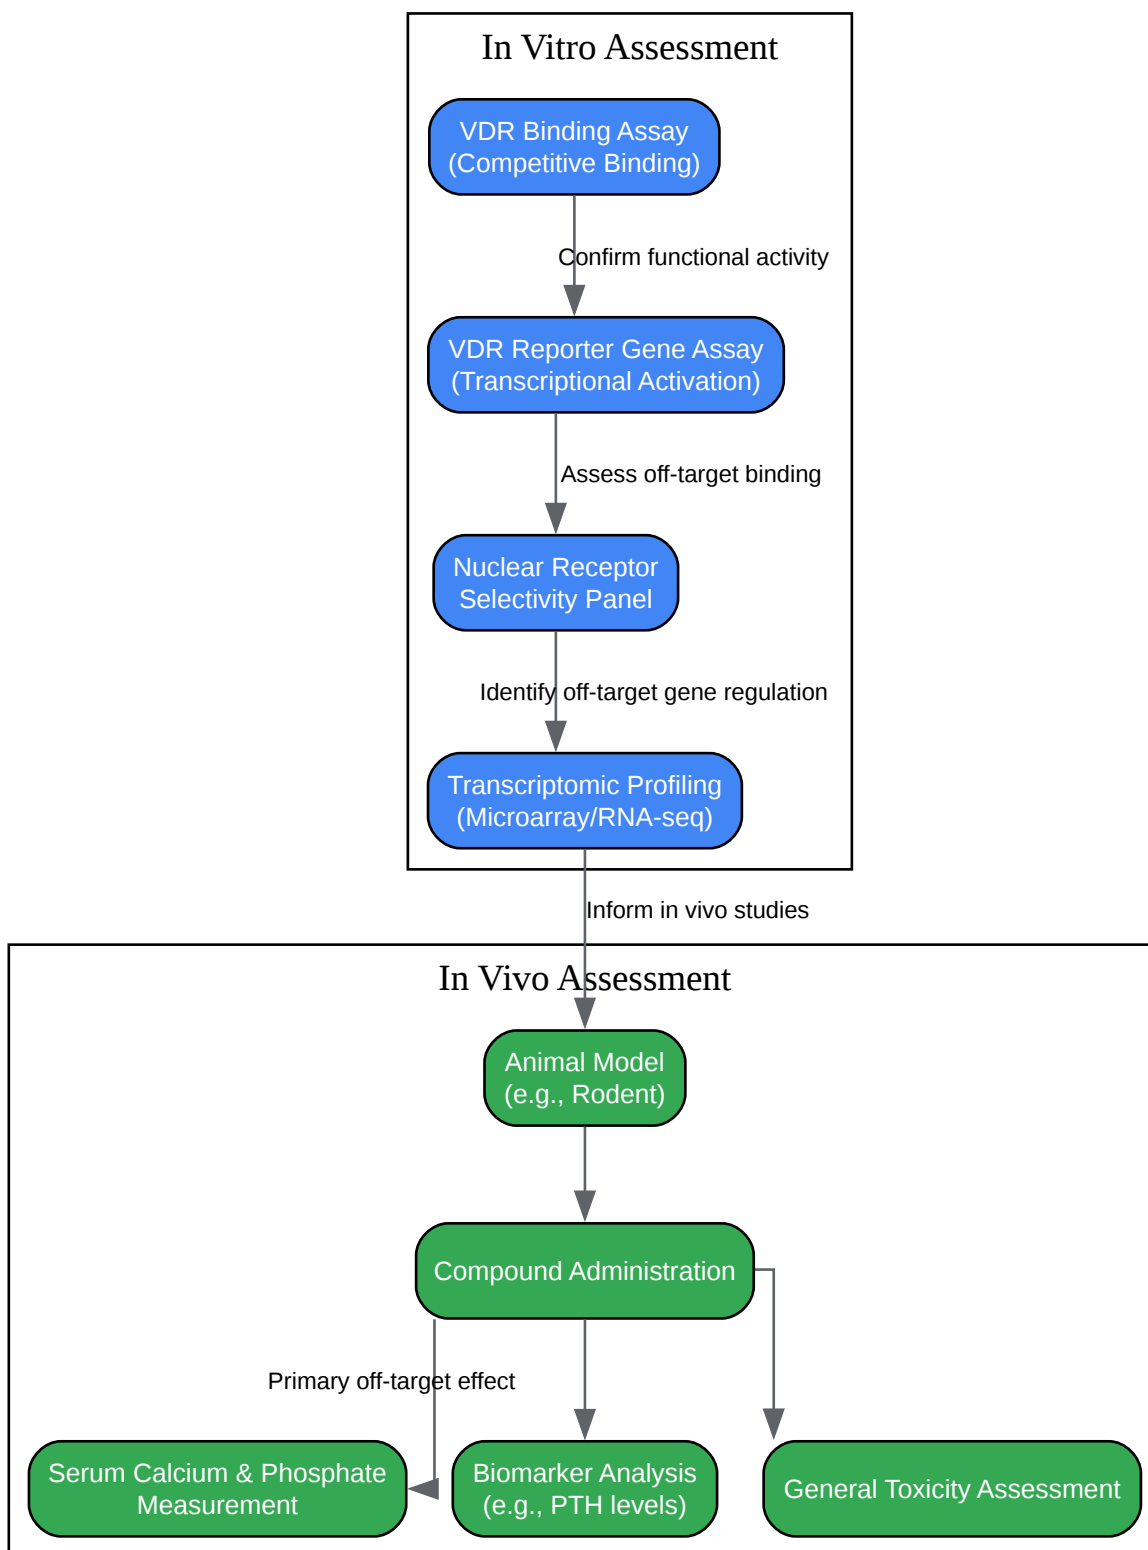 In Vitro Assessment
VDR Binding Assay
(Competitive Binding)
Confirm functional activity
VDR Reporter Gene Assay
(Transcriptional Activation)
Assess off-target binding
Nuclear Receptor
Selectivity Panel
Identify off-target gene regulation
Transcriptomic Profiling
(Microarray/RNA-seq)
Inform in vivo studies
In Vivo Assessment
Animal Model
(e.g., Rodent)
Compound Administration
Primary off-target effect
Serum Calcium & Phosphate
Measurement
Biomarker Analysis
(e.g., PTH levels)
General Toxicity Assessment